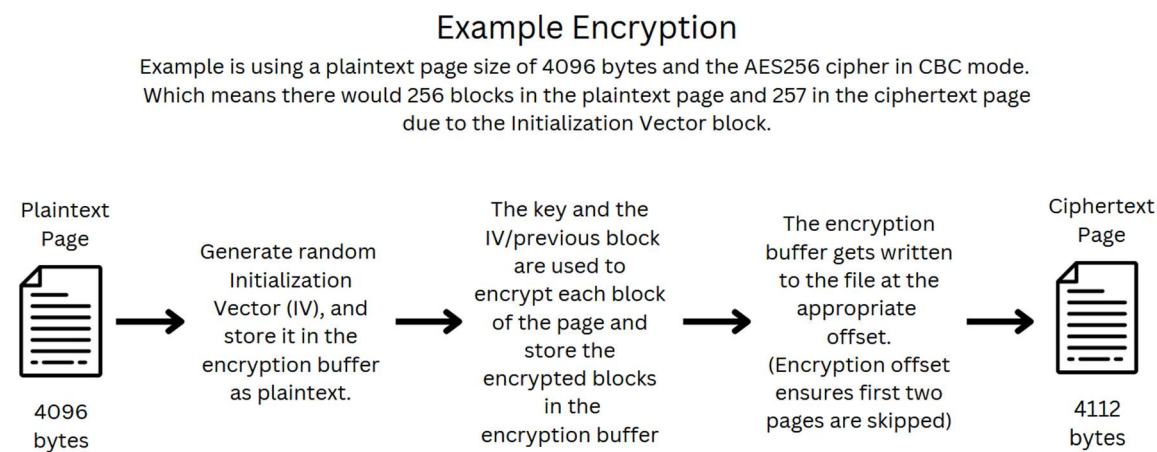 Example Encryption
Example is using a plaintext page size of 4096 bytes and the AES256 cipher in CBC mode.
Which means there would 256 blocks in the plaintext page and 257 in the ciphertext page
due to the Initialization Vector block.
Plaintext
Page
4096
bytes
Generate random
Initialization
Vector (IV), and
store it in the
encryption buffer
as plaintext.
The key and the
IV/previous block
are used to
encrypt each block
of the page and
store the
encrypted blocks
in the
encryption buffer
The encryption
buffer gets written
to the file at the
appropriate
offset.
(Encryption offset
ensures first two
pages are skipped)
Ciphertext
Page
4112
bytes